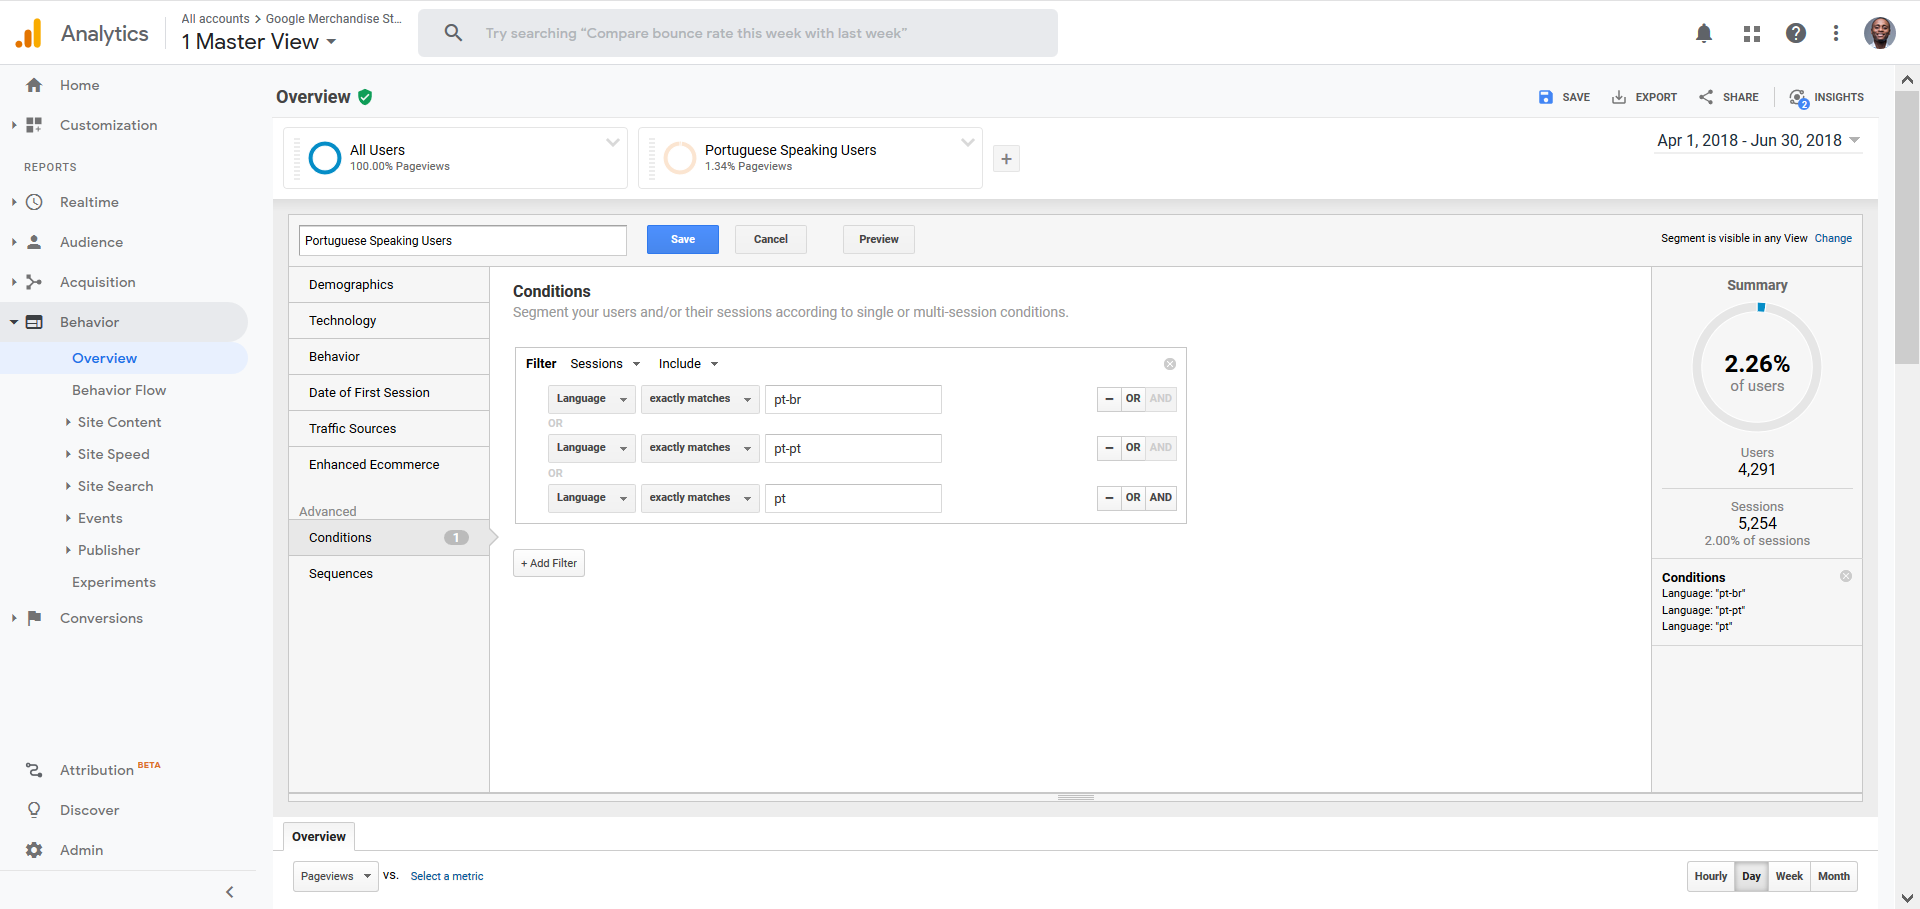 Analytics
All accounts > Google Merchandise St...
1 Master View
Try searching “Compare bounce rate this week with last week”
Home
Customization
REPORTS
Realtime
Audience
Acquisition
Behavior
Overview
Behavior Flow
Site Content
Site Speed
Site Search
Events
Publisher
Experiments
Conversions
Attribution BETA
Discover
Admin
Overview
SAVE
EXPORT
SHARE
2
INSIGHTS
All Users
100.00% Pageviews
Portuguese Speaking Users
1.34% Pageviews
+
Apr 1, 2018 - Jun 30, 2018
Portuguese Speaking Users
Save
Cancel
Preview
Segment is visible in any View Change
Demographics
Technology
Behavior
Date of First Session
Traffic Sources
Enhanced Ecommerce
Advanced
Conditions 1
Sequences
Conditions
Segment your users and/or their sessions according to single or multi-session conditions.
Filter Sessions Include
Language exactly matches pt-br – OR AND
OR
Language exactly matches pt-pt – OR AND
OR
Language exactly matches pt – OR AND
+ Add Filter
Summary
2.26%
of users
Users
4,291
Sessions
5,254
2.00% of sessions
Conditions
Language: "pt-br"
Language: "pt-pt"
Language: "pt"
Overview
Pageviews vs. Select a metric
Hourly Day Week Month